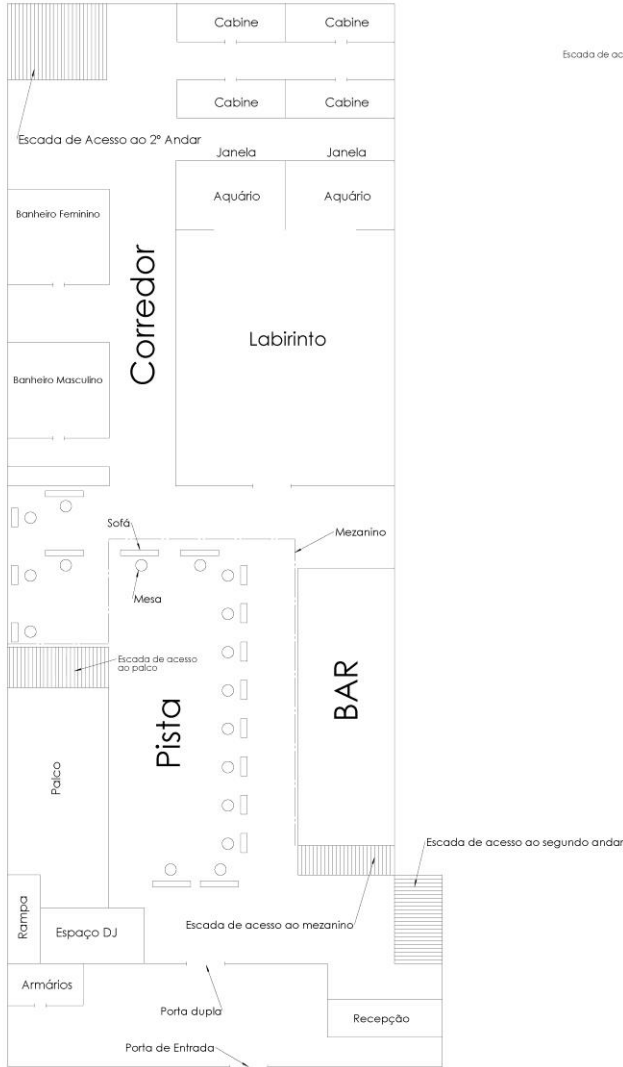 Cabine
Cabine
Escada de ac
Cabine
Cabine
Escada de Acesso ao 2º Andar
Janela
Janela
Aquário
Aquário
Banheiro Feminino
Corredor
Labirinto
Banheiro Masculino
Sofá
Mezanino
Mesa
Escada de acesso
ao palco
BAR
Pista
Palco
Escada de acesso ao segundo andar
Rampa
Espaço DJ
Escada de acesso ao mezanino
Armários
Porta dupla
Recepção
Porta de Entrada